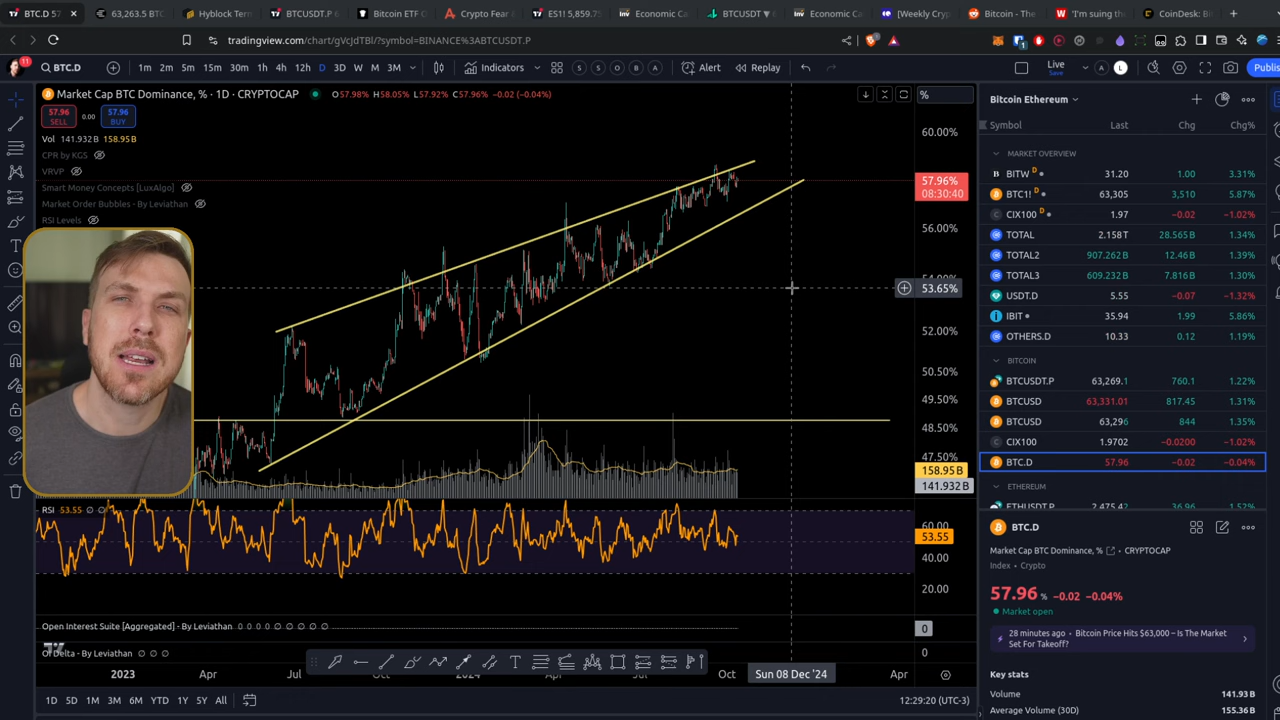 BTC.D 57
63,263.5 BTC
Hyblock Term
BTCUSDT.P 6
Bitcoin ETF
Crypto Fear
ES1! 5,859.75
Economic Ca
BTCUSDT ▼
Economic Ca
[Weekly Cryp
Bitcoin - The
'I'm suing the
CoinDesk: Bi
tradingview.com/chart/gVcJdTBl/?symbol=BINANCE%3ABTCUSDT.P
11
BTC.D
1m 2m 5m 15m 30m 1h 4h 12h D 3D W M 3M
Indicators
S S O B A
Alert
Replay
Live
Save
A L
Publis
Market Cap BTC Dominance, % · 1D · CRYPTOCAP
O57.98% H58.05% L57.92% C57.96% −0.02 (−0.04%)
%
57.96
SELL
0.00
57.96
BUY
Vol 141.932 B 158.95 B
CPR by KGS
VRVP
Smart Money Concepts [LuxAlgo]
Market Order Bubbles - By Leviathan
RSI Levels
60.00%
57.96%
08:30:40
56.00%
54.00%
53.65%
52.00%
50.50%
49.50%
48.50%
47.50%
158.95 B
141.932 B
RSI 53.55
60.00
53.55
40.00
20.00
Open Interest Suite [Aggregated] - By Leviathan 0 0 0 0
0
OI Delta - By Leviathan
0
2023 Apr Jul Oct 2024 Apr Jul Oct Sun 08 Dec '24 Apr
1D 5D 1M 3M 6M YTD 1Y 5Y All
12:29:20 (UTC-3)
Bitcoin Ethereum
Symbol Last Chg Chg%
MARKET OVERVIEW
BITW D 31.20 1.00 3.31%
BTC1! D 63,305 3,510 5.87%
CIX100 D 1.97 −0.02 −1.02%
TOTAL 2.158 T 28.565 B 1.34%
TOTAL2 907.262 B 12.46 B 1.39%
TOTAL3 609.232 B 7.816 B 1.30%
USDT.D 5.55 −0.07 −1.32%
IBIT 35.94 1.99 5.86%
OTHERS.D 10.33 0.12 1.19%
BITCOIN
BTCUSDT.P 63,269.1 760.1 1.22%
BTCUSD 63,331.01 817.45 1.31%
BTCUSD 63,296 844 1.35%
CIX100 1.9702 −0.0200 −1.02%
BTC.D 57.96 −0.02 −0.04%
ETHEREUM
ETHUSDT.P 2,475.42 36.96 1.52%
BTC.D
Market Cap BTC Dominance, % CRYPTOCAP
Index • Crypto
57.96 % −0.02 −0.04%
Market open
28 minutes ago • Bitcoin Price Hits $63,000 – Is The Market
Set For Takeoff?
Key stats
Volume 141.93 B
Average Volume (30D) 155.36 B